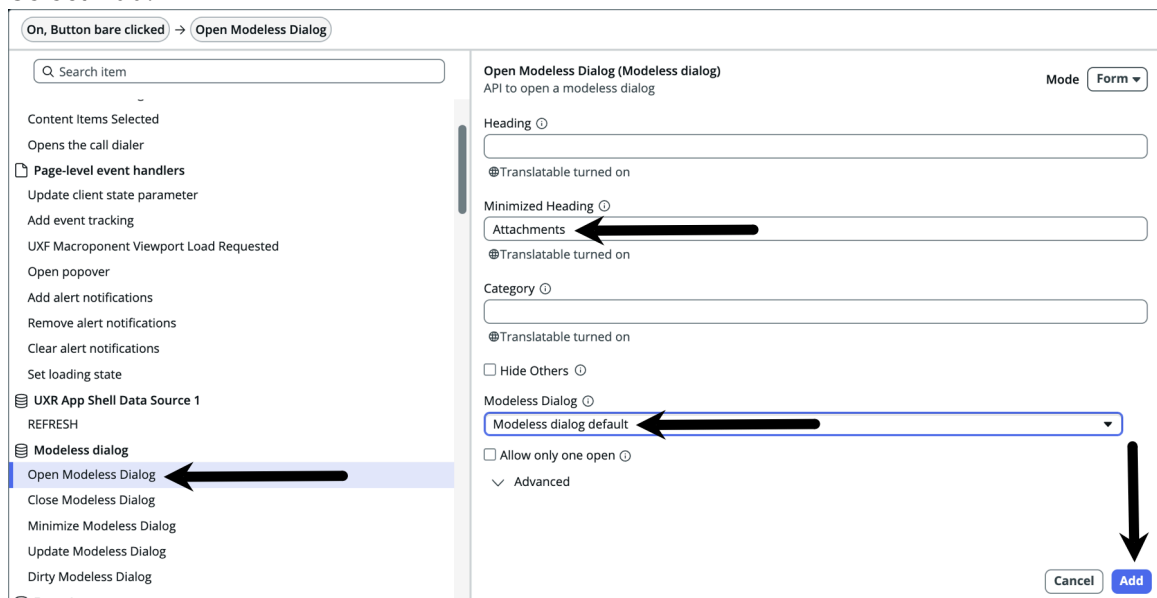 On, Button bare clicked → Open Modeless Dialog
Search item
Content Items Selected
Opens the call dialer
Page-level event handlers
Update client state parameter
Add event tracking
UXF Macroponent Viewport Load Requested
Open popover
Add alert notifications
Remove alert notifications
Clear alert notifications
Set loading state
UXR App Shell Data Source 1
REFRESH
Modeless dialog
Open Modeless Dialog
Close Modeless Dialog
Minimize Modeless Dialog
Update Modeless Dialog
Dirty Modeless Dialog
Open Modeless Dialog (Modeless dialog)
API to open a modeless dialog
Mode Form
Heading
Translatable turned on
Minimized Heading
Attachments
Translatable turned on
Category
Translatable turned on
Hide Others
Modeless Dialog
Modeless dialog default
Allow only one open
Advanced
Cancel Add